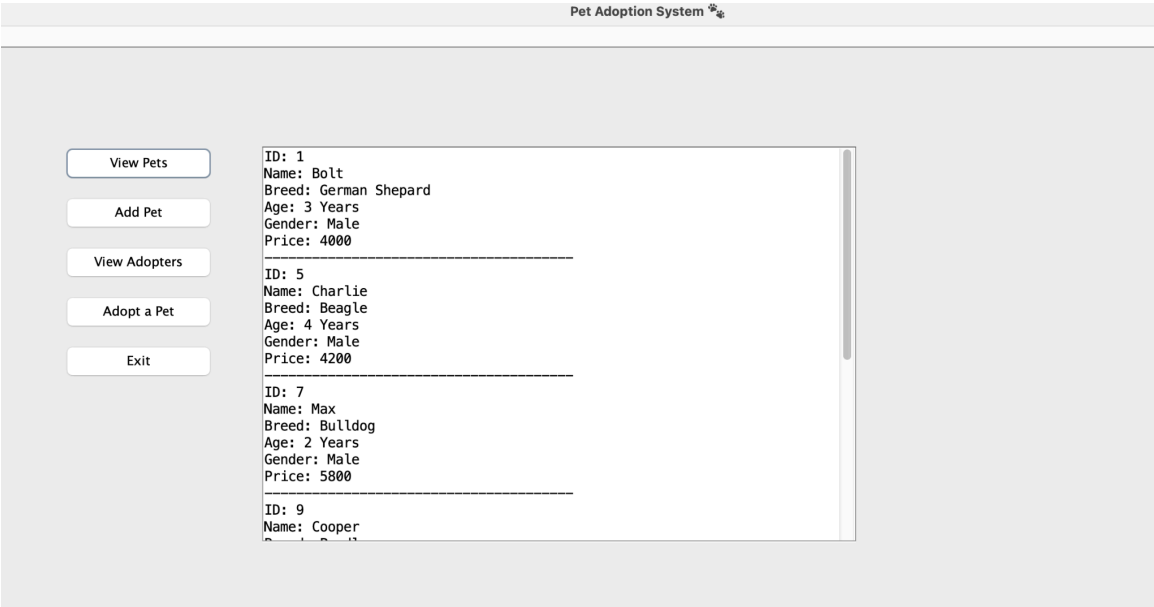 Pet Adoption System 🐾
View Pets
Add Pet
View Adopters
Adopt a Pet
Exit
ID: 1
Name: Bolt
Breed: German Shepard
Age: 3 Years
Gender: Male
Price: 4000
---------------------------------------
ID: 5
Name: Charlie
Breed: Beagle
Age: 4 Years
Gender: Male
Price: 4200
---------------------------------------
ID: 7
Name: Max
Breed: Bulldog
Age: 2 Years
Gender: Male
Price: 5800
---------------------------------------
ID: 9
Name: Cooper